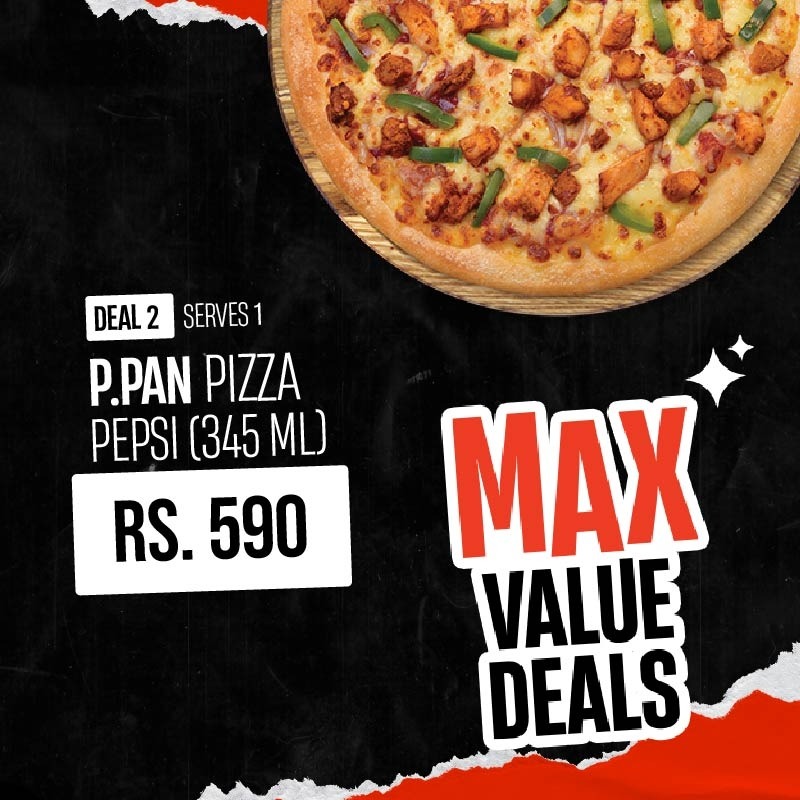 DEAL 2 SERVES 1
P.PAN PIZZA
PEPSI (345 ML)
RS. 590
MAX
VALUE
DEALS